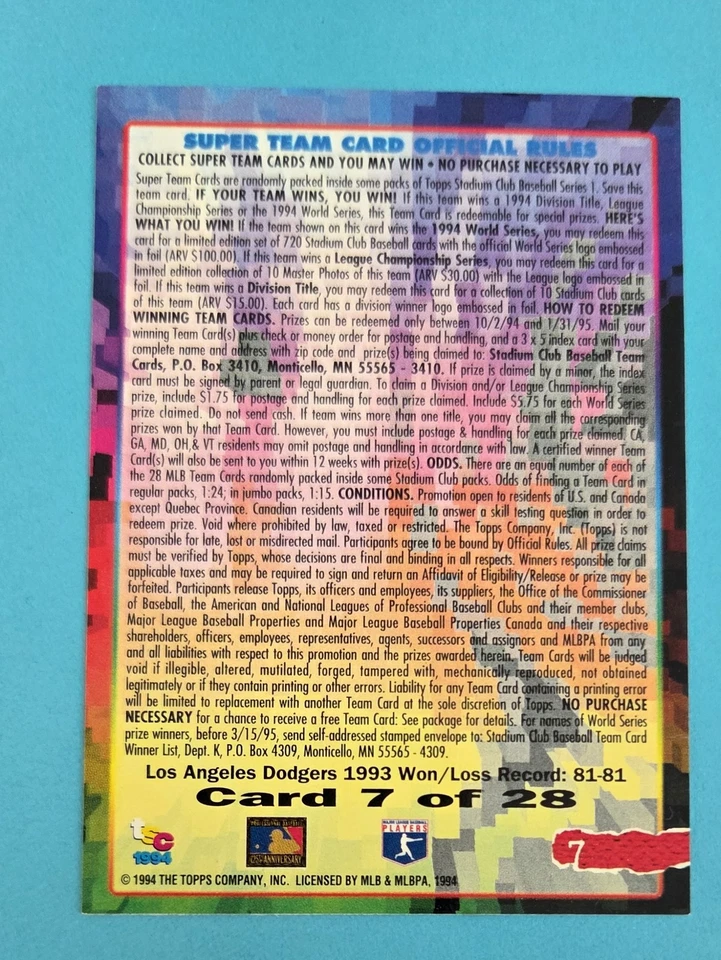 SUPER TEAM CARD OFFICIAL RULES
COLLECT SUPER TEAM CARDS AND YOU MAY WIN • NO PURCHASE NECESSARY TO PLAY
Super Team Cards are randomly packed inside some packs of Topps Stadium Club Baseball Series 1. Save this
team card. IF YOUR TEAM WINS, YOU WIN! If this team wins a 1994 Division Title, League
Championship Series or the 1994 World Series, this Team Card is redeemable for special prizes. HERE'S
WHAT YOU WIN! If the team shown on this card wins the 1994 World Series, you may redeem this
card for a limited edition set of 720 Stadium Club Baseball cards with the official World Series logo embossed
in foil (ARV $100.00). If this team wins a League Championship Series, you may redeem this card for a
limited edition collection of 10 Master Photos of this team (ARV $30.00) with the League logo embossed in
foil. If this team wins a Division Title, you may redeem this card for a collection of 10 Stadium Club cards
of this team (ARV $15.00). Each card has a division winner logo embossed in foil. HOW TO REDEEM
WINNING TEAM CARDS. Prizes can be redeemed only between 10/2/94 and 1/31/95. Mail your
winning Team Card(s) plus check or money order for postage and handling, and a 3 x 5 index card with your
complete name and address with zip code and prize(s) being claimed to: Stadium Club Baseball Team
Cards, P.O. Box 3410, Monticello, MN 55565 - 3410. If prize is claimed by a minor, the index
card must be signed by parent or legal guardian. To claim a Division and/or League Championship Series
prize, include $1.75 for postage and handling for each prize claimed. Include $5.75 for each World Series
prize claimed. Do not send cash. If team wins more than one title, you may claim all the corresponding
prizes won by that Team Card. However, you must include postage & handling for each prize claimed. CA,
GA, MD, OH,& VT residents may omit postage and handling in accordance with law. A certified winner Team
Card(s) will also be sent to you within 12 weeks with prize(s). ODDS. There are an equal number of each of
the 28 MLB Team Cards randomly packed inside some Stadium Club packs. Odds of finding a Team Card in
regular packs, 1:24; in jumbo packs, 1:15. CONDITIONS. Promotion open to residents of U.S. and Canada
except Quebec Province. Canadian residents will be required to answer a skill testing question in order to
redeem prize. Void where prohibited by law, taxed or restricted. The Topps Company, Inc. (Topps) is not
responsible for late, lost or misdirected mail. Participants agree to be bound by Official Rules. All prize claims
must be verified by Topps, whose decisions are final and binding in all respects. Winners responsible for all
applicable taxes and may be required to sign and return an Affidavit of Eligibility/Release or prize may be
forfeited. Participants release Topps, its officers and employees, its suppliers, the Office of the Commissioner
of Baseball, the American and National Leagues of Professional Baseball Clubs and their member clubs,
Major League Baseball Properties and Major League Baseball Properties Canada and their respective
shareholders, officers, employees, representatives, agents, successors and assignors and MLBPA from any
and all liabilities with respect to this promotion and the prizes awarded herein. Team Cards will be judged
void if illegible, altered, mutilated, forged, tampered with, mechanically reproduced, not obtained
legitimately or if they contain printing or other errors. Liability for any Team Card containing a printing error
will be limited to replacement with another Team Card at the sole discretion of Topps. NO PURCHASE
NECESSARY for a chance to receive a free Team Card: See package for details. For names of World Series
prize winners, before 3/15/95, send self-addressed stamped envelope to: Stadium Club Baseball Team Card
Winner List, Dept. K, P.O. Box 4309, Monticello, MN 55565 - 4309.
Los Angeles Dodgers 1993 Won/Loss Record: 81-81
Card 7 of 28
tsc
1994
125th ANNIVERSARY
MAJOR LEAGUE BASEBALL
PLAYERS
7
© 1994 THE TOPPS COMPANY, INC. LICENSED BY MLB & MLBPA, 1994